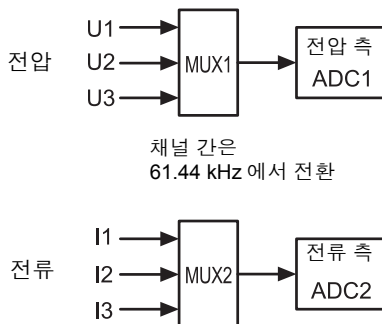 전압
U1
U2
U3
MUX1
전압 측
ADC1
채널 간은
61.44 kHz 에서 전환
전류
I1
I2
I3
MUX2
전류 측
ADC2